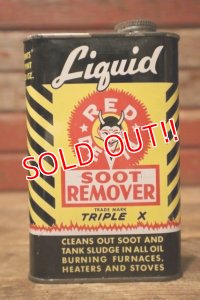 Liquid
RED
SOLD OUT!!
SOOT
REMOVER
TRADE MARK
TRIPLE X
CLEANS OUT SOOT AND
TANK SLUDGE IN ALL OIL
BURNING FURNACES,
HEATERS AND STOVES